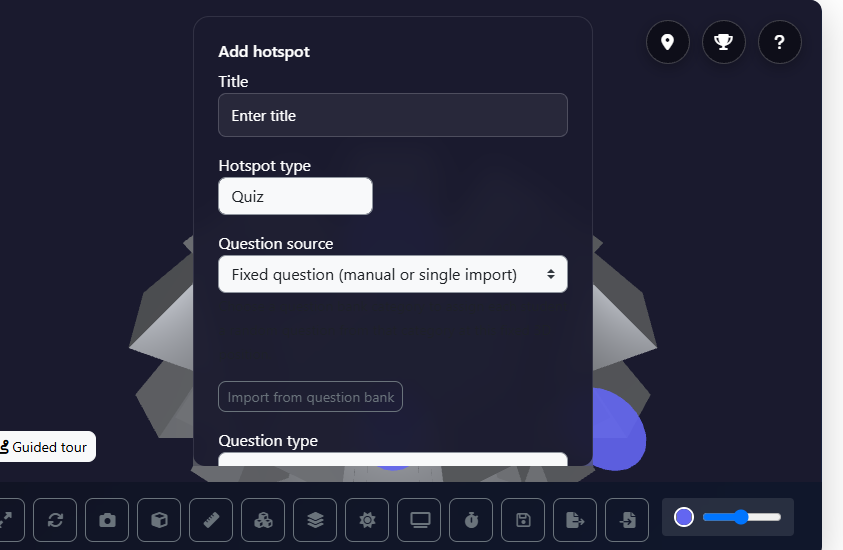 Add hotspot
Title
Enter title
Hotspot type
Quiz
Question source
Fixed question (manual or single import)
Import from question bank
Question type
Guided tour
?